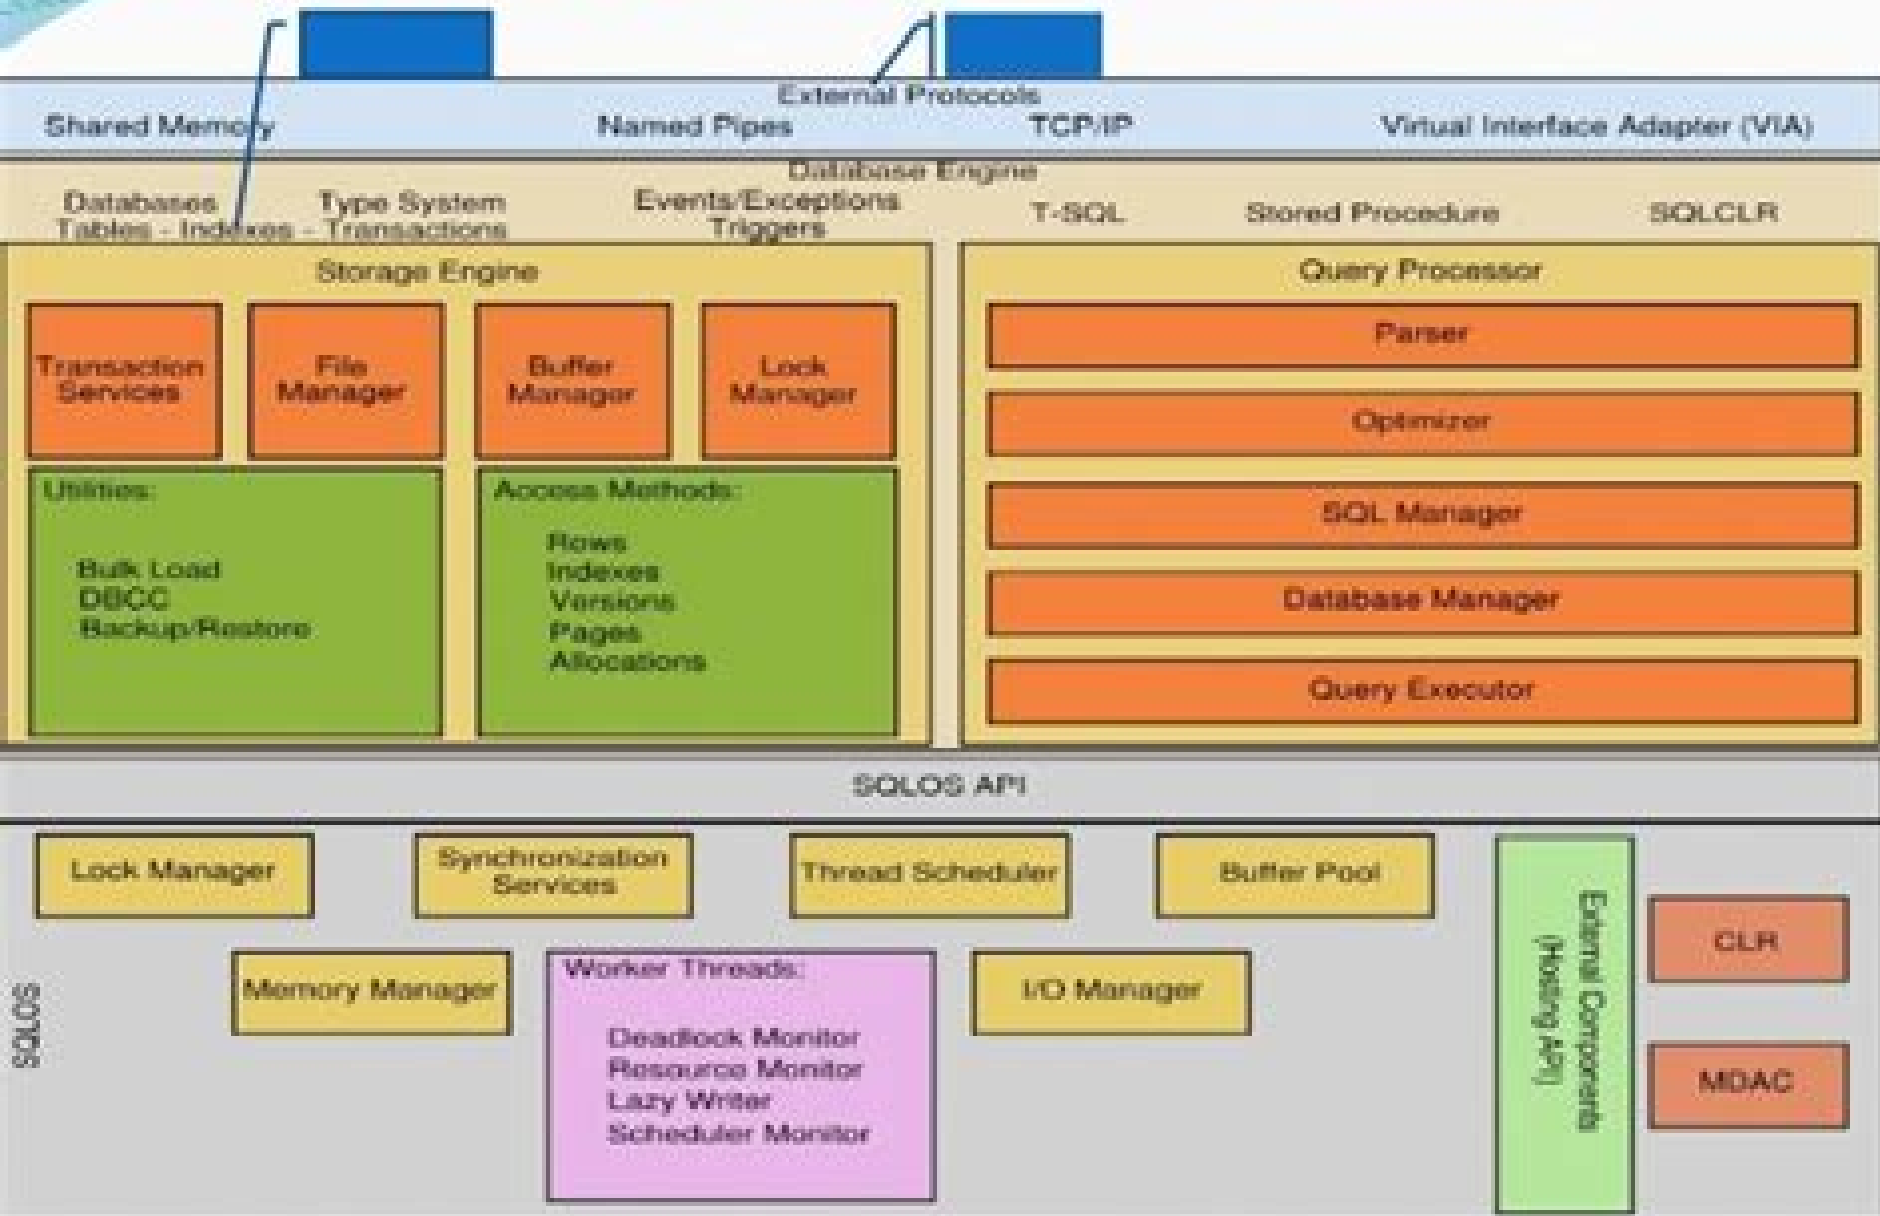 External Protocols
Shared Memory
Named Pipes
TCP/IP
Virtual Interface Adapter (VIA)
Database Engine
Databases
Tables - Indexes - Transactions
Type System
Events/Exceptions
Triggers
T-SQL
Stored Procedure
SQLCLR
Storage Engine
Transaction
Services
File
Manager
Buffer
Manager
Lock
Manager
Utilities:
Bulk Load
DBCC
Backup/Restore
Access Methods:
Rows
Indexes
Versions
Pages
Allocations
Query Processor
Parser
Optimizer
SQL Manager
Database Manager
Query Executor
SQLOS API
SQLOS
Lock Manager
Synchronization
Services
Thread Scheduler
Buffer Pool
Memory Manager
Worker Threads:
Deadlock Monitor
Resource Monitor
Lazy Writer
Scheduler Monitor
I/O Manager
External Components
(Hosting API)
CLR
MDAC